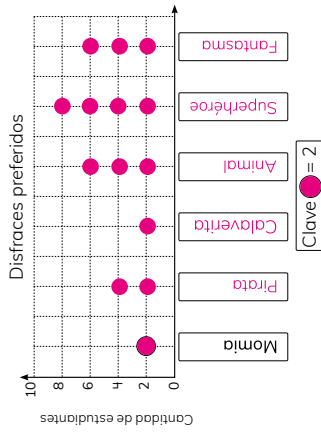 Disfraces preferidos
Cantidad de estudiantes
10
8
6
4
2
0
Momia
Pirata
Calaverita
Animal
Superhéroe
Fantasma
Clave = 2